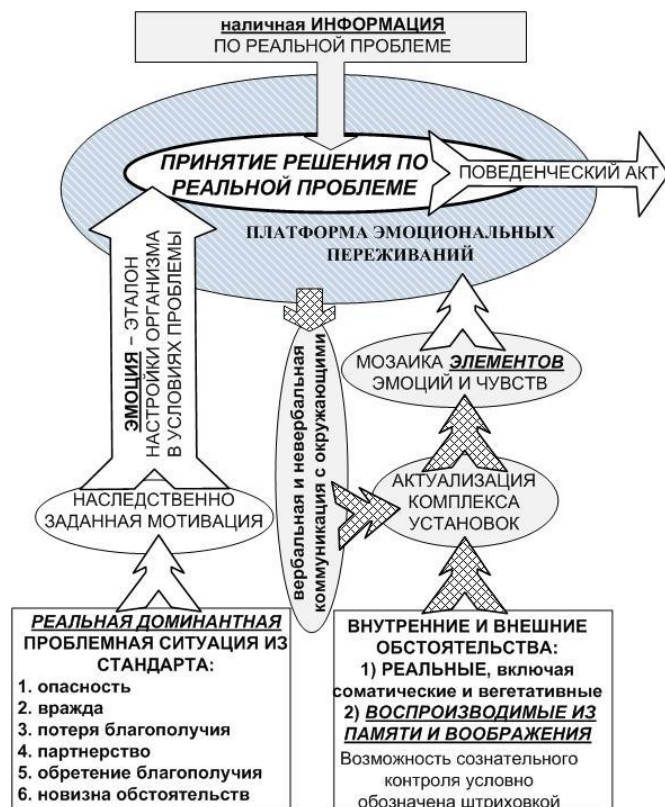 наличная ИНФОРМАЦИЯ
ПО РЕАЛЬНОЙ ПРОБЛЕМЕ
ПРИНЯТИЕ РЕШЕНИЯ ПО
РЕАЛЬНОЙ ПРОБЛЕМЕ
ПОВЕДЕНЧЕСКИЙ АКТ
ПЛАТФОРМА ЭМОЦИОНАЛЬНЫХ
ПЕРЕЖИВАНИЙ
ЭМОЦИЯ – ЭТАЛОН
НАСТРОЙКИ ОРГАНИЗМА
В УСЛОВИЯХ ПРОБЛЕМЫ
вербальная и невербальная
коммуникация с окружающими
МОЗАИКА ЭЛЕМЕНТОВ
ЭМОЦИЙ И ЧУВСТВ
НАСЛЕДСТВЕННО
ЗАДАННАЯ МОТИВАЦИЯ
АКТУАЛИЗАЦИЯ
КОМПЛЕКСА
УСТАНОВОК
РЕАЛЬНАЯ ДОМИНАНТНАЯ
ПРОБЛЕМНАЯ СИТУАЦИЯ ИЗ
СТАНДАРТА:
1. опасность
2. вражда
3. потеря благополучия
4. партнерство
5. обретение благополучия
6. новизна обстоятельств
ВНУТРЕННИЕ И ВНЕШНИЕ
ОБСТОЯТЕЛЬСТВА:
1) РЕАЛЬНЫЕ, включая
соматические и вегетативные
2) ВОСПРОИЗВОДИМЫЕ ИЗ
ПАМЯТИ И ВООБРАЖЕНИЯ
Возможность сознательного
контроля условно
обозначена штриховкой